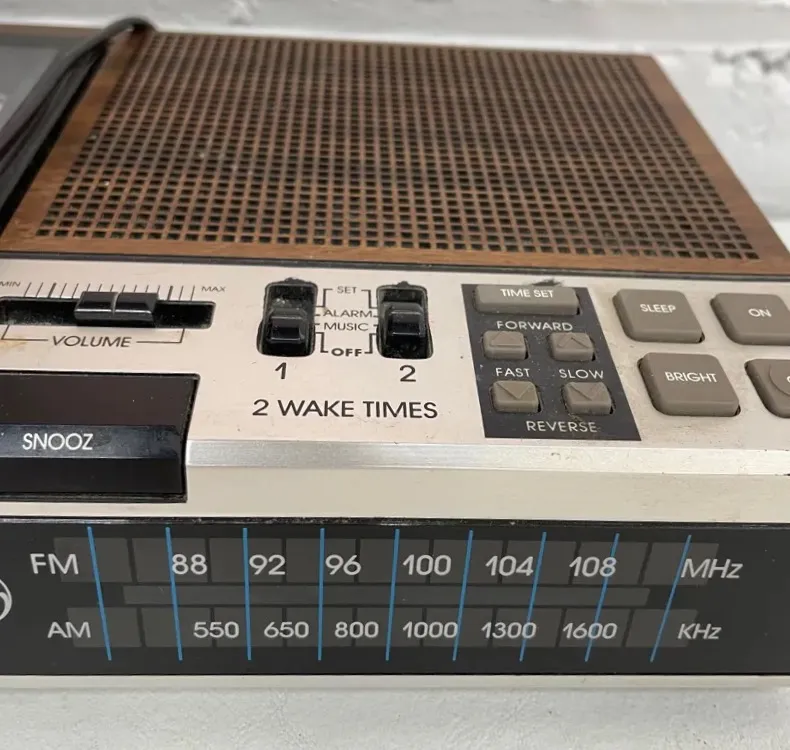 MIN MAX
VOLUME
SET
ALARM
MUSIC
OFF
1 2
2 WAKE TIMES
TIME SET
FORWARD
FAST SLOW
REVERSE
SLEEP ON
BRIGHT
SNOOZ
FM 88 92 96 100 104 108 MHz
AM 550 650 800 1000 1300 1600 KHz